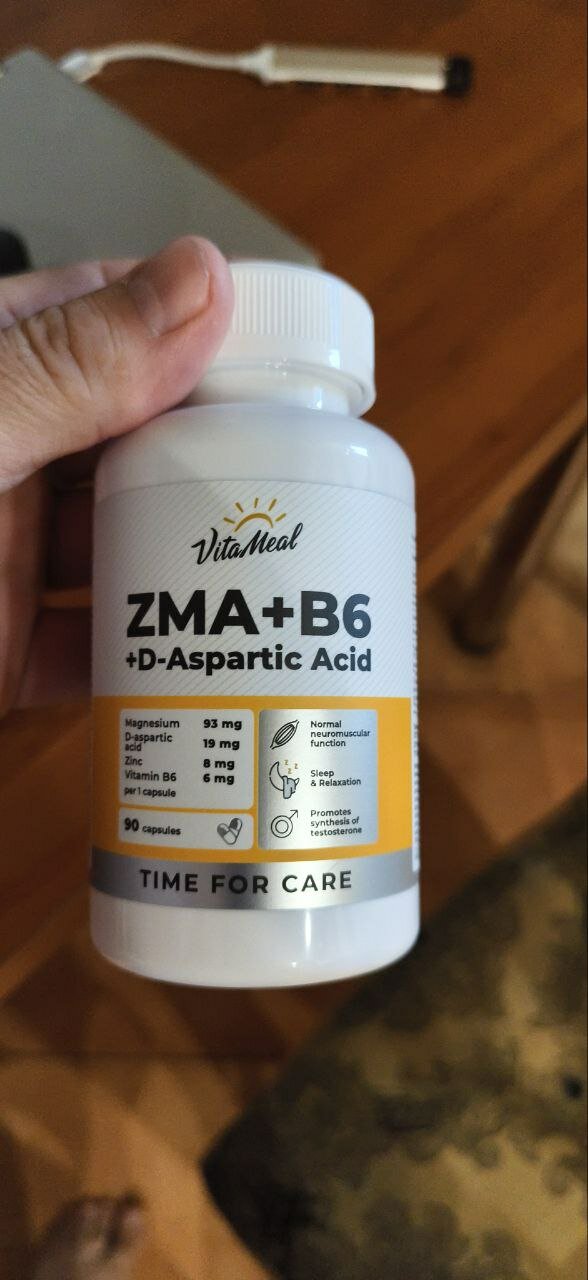 VitaMeal
ZMA+B6
+D-Aspartic Acid
Magnesium 93 mg
D-aspartic
acid 19 mg
Zinc 8 mg
Vitamin B6 6 mg
per 1 capsule
90 capsules
Normal
neuromuscular
function
z z z
Sleep
& Relaxation
Promotes
synthesis of
testosterone
TIME FOR CARE